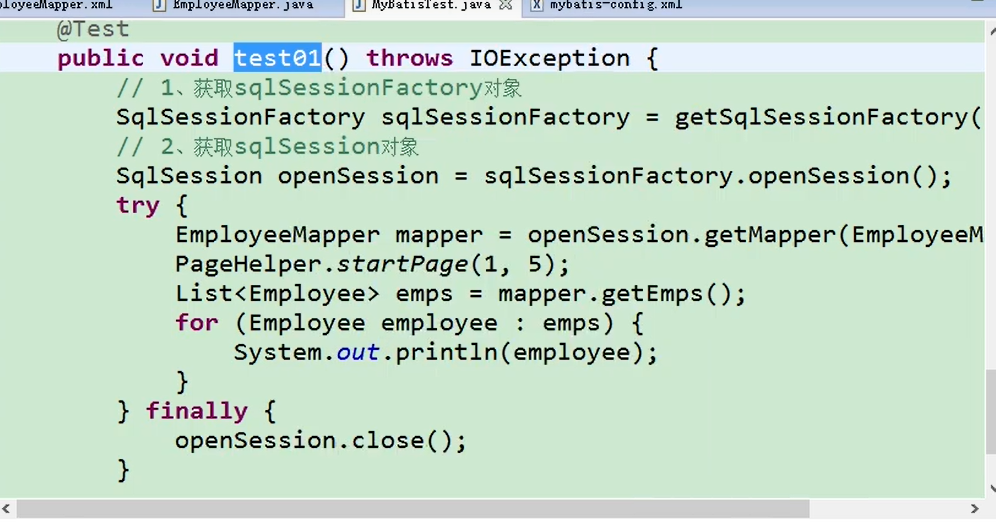 loyeeMapper.xml EmployeeMapper.java MyBatisTest.java mybatis-config.xml
@Test
public void test01() throws IOException {
// 1、获取sqlSessionFactory对象
SqlSessionFactory sqlSessionFactory = getSqlSessionFactory(
// 2、获取sqlSession对象
SqlSession openSession = sqlSessionFactory.openSession();
try {
EmployeeMapper mapper = openSession.getMapper(EmployeeM
PageHelper.startPage(1, 5);
List<Employee> emps = mapper.getEmps();
for (Employee employee : emps) {
System.out.println(employee);
}
} finally {
openSession.close();
}